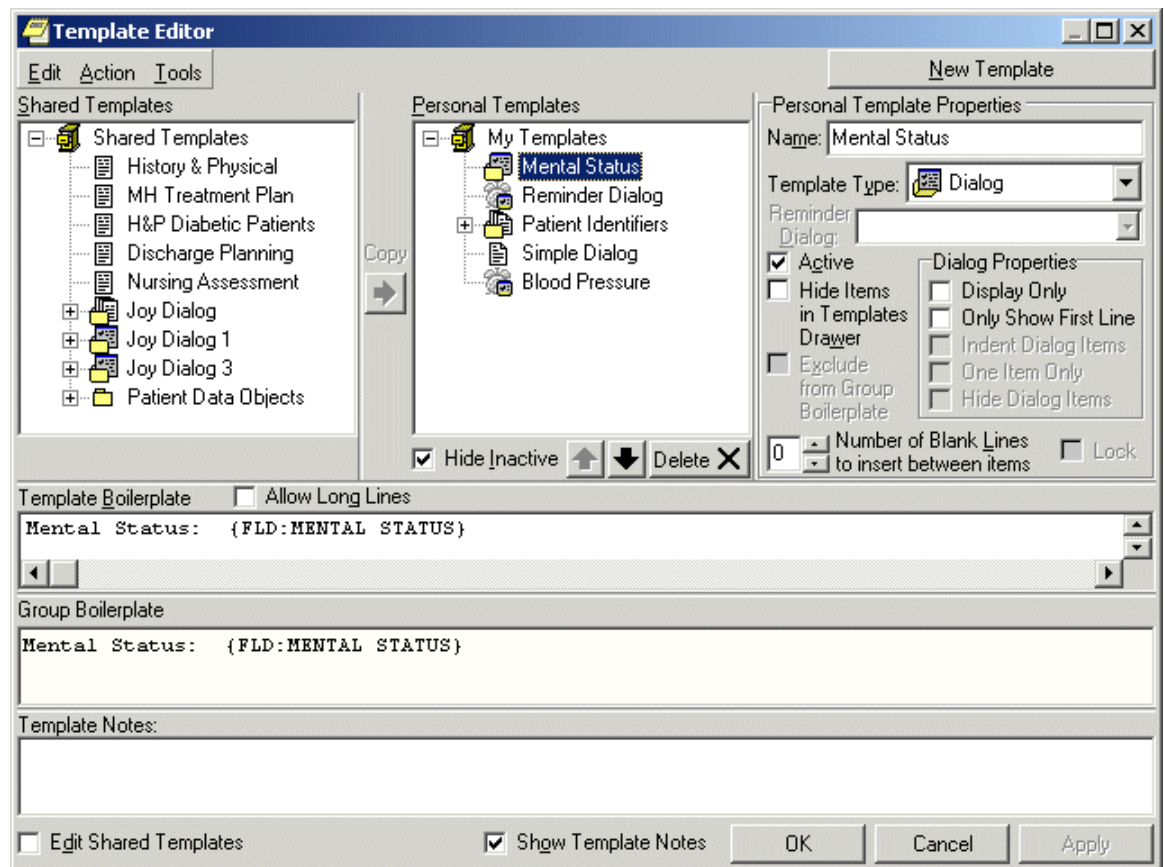 Template Editor
Edit Action Tools
New Template
Shared Templates
Shared Templates
History & Physical
MH Treatment Plan
H&P Diabetic Patients
Discharge Planning
Nursing Assessment
Joy Dialog
Joy Dialog 1
Joy Dialog 3
Patient Data Objects
Copy
Personal Templates
My Templates
Mental Status
Reminder Dialog
Patient Identifiers
Simple Dialog
Blood Pressure
Hide Inactive
Delete
Personal Template Properties
Name: Mental Status
Template Type: Dialog
Reminder
Dialog:
Active
Hide Items
in Templates
Drawer
Exclude
from Group
Boilerplate
Dialog Properties
Display Only
Only Show First Line
Indent Dialog Items
One Item Only
Hide Dialog Items
0 Number of Blank Lines
to insert between items
Lock
Template Boilerplate Allow Long Lines
Mental Status: {FLD:MENTAL STATUS}
Group Boilerplate
Mental Status: {FLD:MENTAL STATUS}
Template Notes:
Edit Shared Templates Show Template Notes OK Cancel Apply